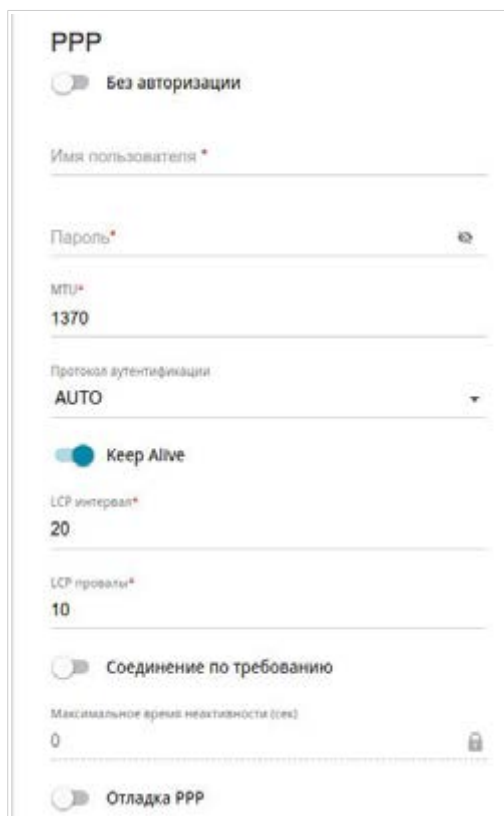 PPP
Без авторизации
Имя пользователя *
Пароль*
MTU*
1370
Протокол аутентификации
AUTO
Keep Alive
LCP интервал*
20
LCP провалы*
10
Соединение по требованию
Максимальное время неактивности (сек)
0
Отладка PPP